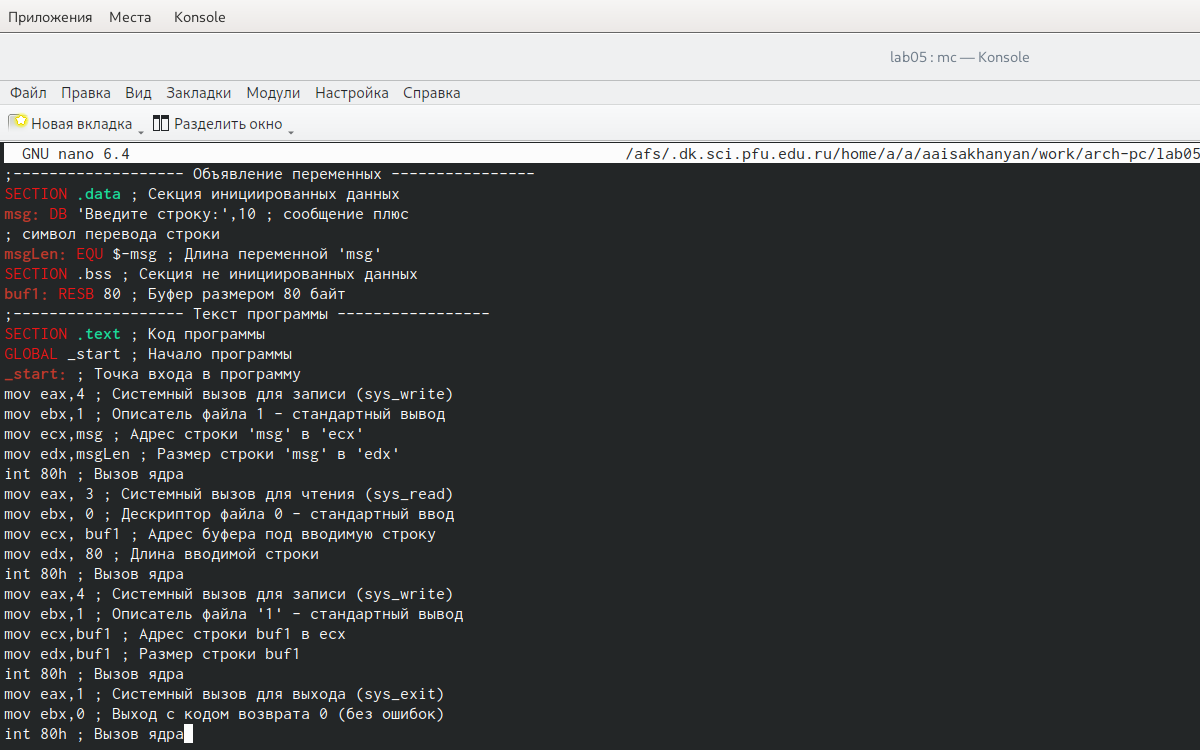 Приложения Места Konsole
lab05 : mc — Konsole
Файл Правка Вид Закладки Модули Настройка Справка
Новая вкладка Разделить окно
GNU nano 6.4 /afs/.dk.sci.pfu.edu.ru/home/a/a/aaisakhanyan/work/arch-pc/lab05
;------------------- Объявление переменных ----------------
SECTION .data ; Секция инициированных данных
msg: DB 'Введите строку:',10 ; сообщение плюс
; символ перевода строки
msgLen: EQU $-msg ; Длина переменной 'msg'
SECTION .bss ; Секция не инициированных данных
buf1: RESB 80 ; Буфер размером 80 байт
;------------------- Текст программы -----------------
SECTION .text ; Код программы
GLOBAL _start ; Начало программы
_start: ; Точка входа в программу
mov eax,4 ; Системный вызов для записи (sys_write)
mov ebx,1 ; Описатель файла 1 - стандартный вывод
mov ecx,msg ; Адрес строки 'msg' в 'ecx'
mov edx,msgLen ; Размер строки 'msg' в 'edx'
int 80h ; Вызов ядра
mov eax, 3 ; Системный вызов для чтения (sys_read)
mov ebx, 0 ; Дескриптор файла 0 - стандартный ввод
mov ecx, buf1 ; Адрес буфера под вводимую строку
mov edx, 80 ; Длина вводимой строки
int 80h ; Вызов ядра
mov eax,4 ; Системный вызов для записи (sys_write)
mov ebx,1 ; Описатель файла '1' - стандартный вывод
mov ecx,buf1 ; Адрес строки buf1 в ecx
mov edx,buf1 ; Размер строки buf1
int 80h ; Вызов ядра
mov eax,1 ; Системный вызов для выхода (sys_exit)
mov ebx,0 ; Выход с кодом возврата 0 (без ошибок)
int 80h ; Вызов ядра